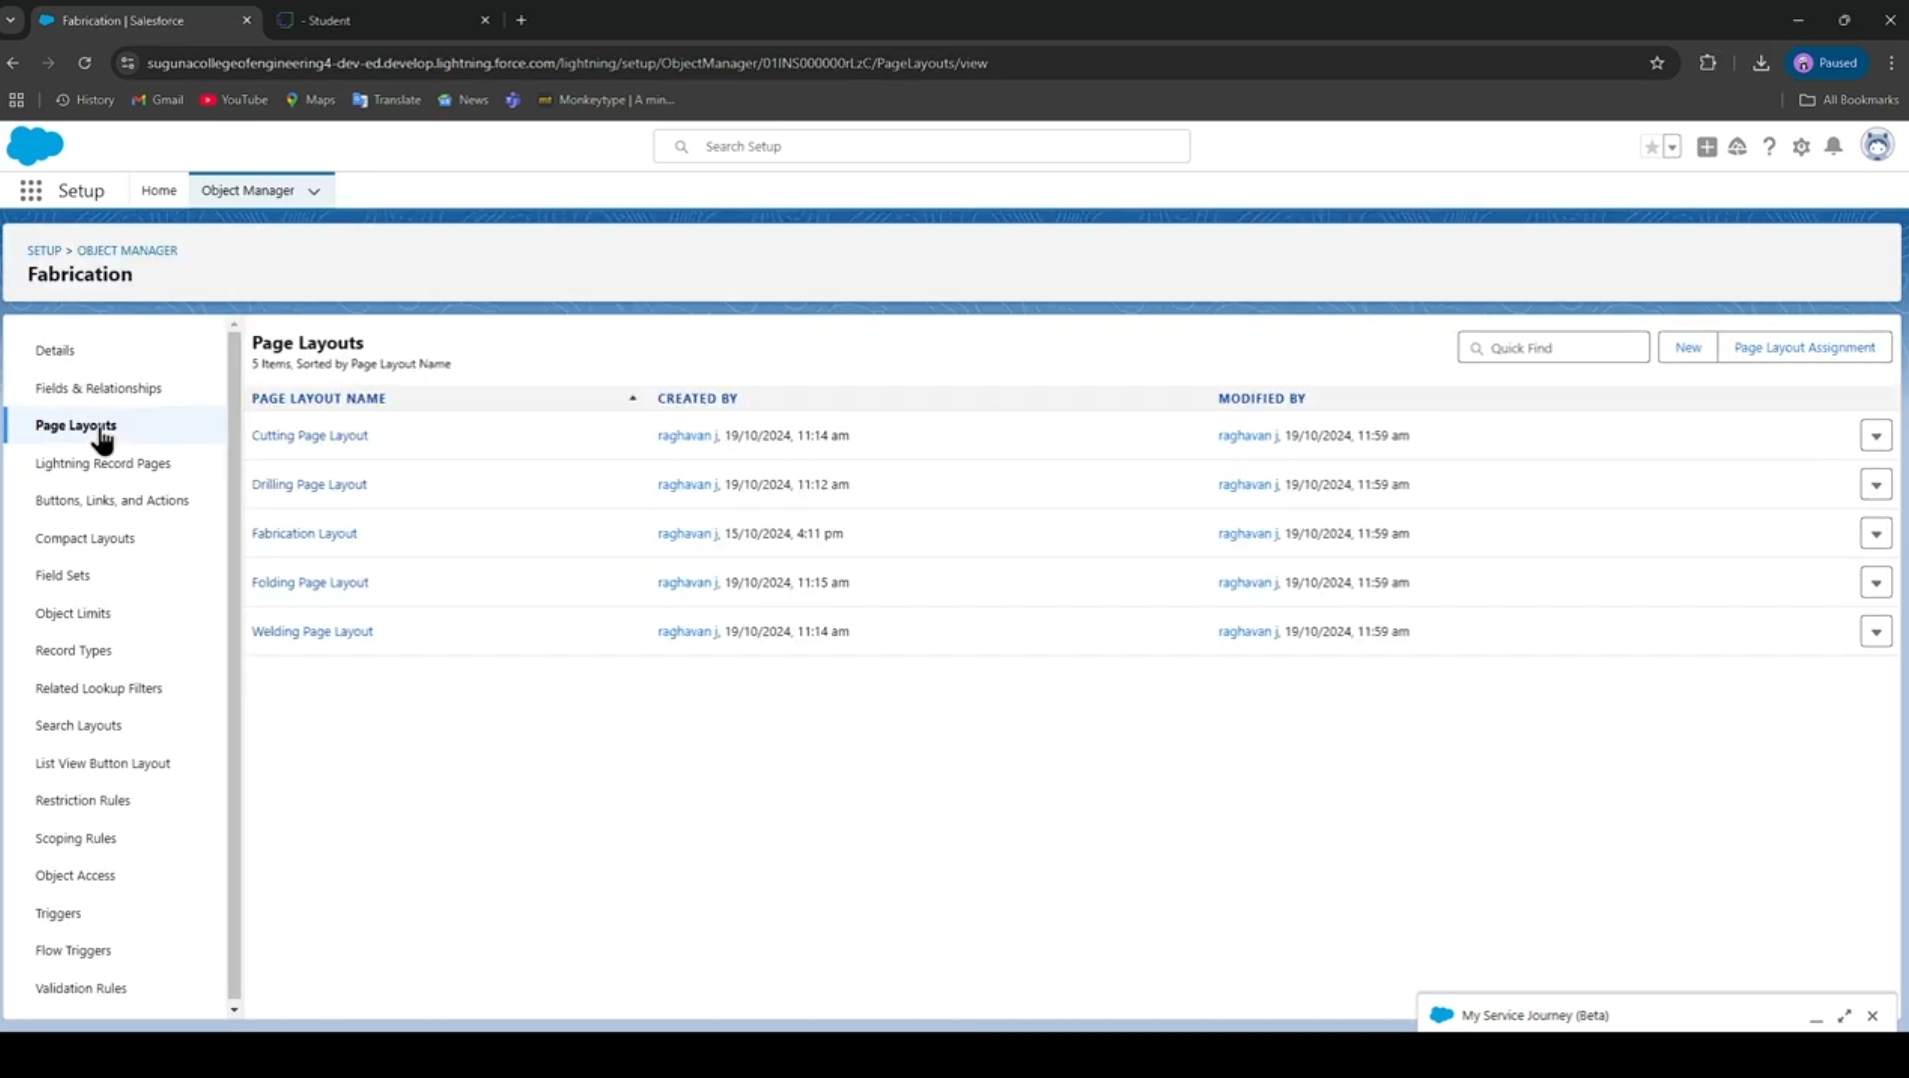 Fabrication | Salesforce
- Student
sugunacollegeofengineering4-dev-ed.develop.lightning.force.com/lightning/setup/ObjectManager/01INS000000rLzC/PageLayouts/view
Paused
History
Gmail
YouTube
Maps
Translate
News
mt
Monkeytype | A min...
All Bookmarks
Search Setup
Setup
Home
Object Manager
SETUP > OBJECT MANAGER
Fabrication
Details
Fields & Relationships
Page Layouts
Lightning Record Pages
Buttons, Links, and Actions
Compact Layouts
Field Sets
Object Limits
Record Types
Related Lookup Filters
Search Layouts
List View Button Layout
Restriction Rules
Scoping Rules
Object Access
Triggers
Flow Triggers
Validation Rules
Page Layouts
5 Items, Sorted by Page Layout Name
Quick Find
New
Page Layout Assignment
PAGE LAYOUT NAME CREATED BY MODIFIED BY
Cutting Page Layout raghavan j, 19/10/2024, 11:14 am raghavan j, 19/10/2024, 11:59 am
Drilling Page Layout raghavan j, 19/10/2024, 11:12 am raghavan j, 19/10/2024, 11:59 am
Fabrication Layout raghavan j, 15/10/2024, 4:11 pm raghavan j, 19/10/2024, 11:59 am
Folding Page Layout raghavan j, 19/10/2024, 11:15 am raghavan j, 19/10/2024, 11:59 am
Welding Page Layout raghavan j, 19/10/2024, 11:14 am raghavan j, 19/10/2024, 11:59 am
My Service Journey (Beta)